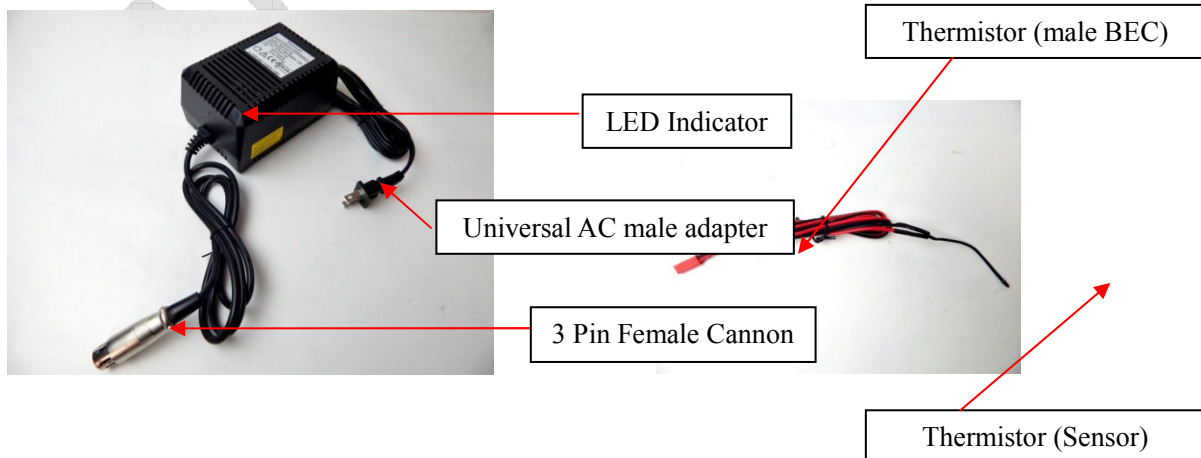 Thermistor (male BEC)
LED Indicator
Universal AC male adapter
3 Pin Female Cannon
Thermistor (Sensor)